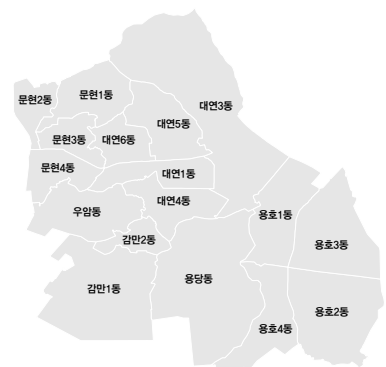 문현1동
문현2동
대연3동
대연5동
문현3동
대연6동
문현4동
대연1동
대연4동
우암동
용호1동
감만2동
용호3동
용당동
감만1동
용호2동
용호4동